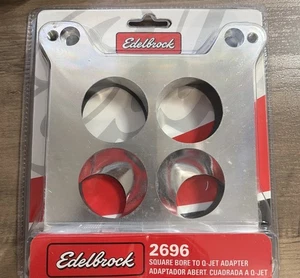 Edelbrock
Edelbrock
2696
SQUARE BORE TO Q-JET ADAPTER
ADAPTADOR ABERT. CUADRADA A Q-JET